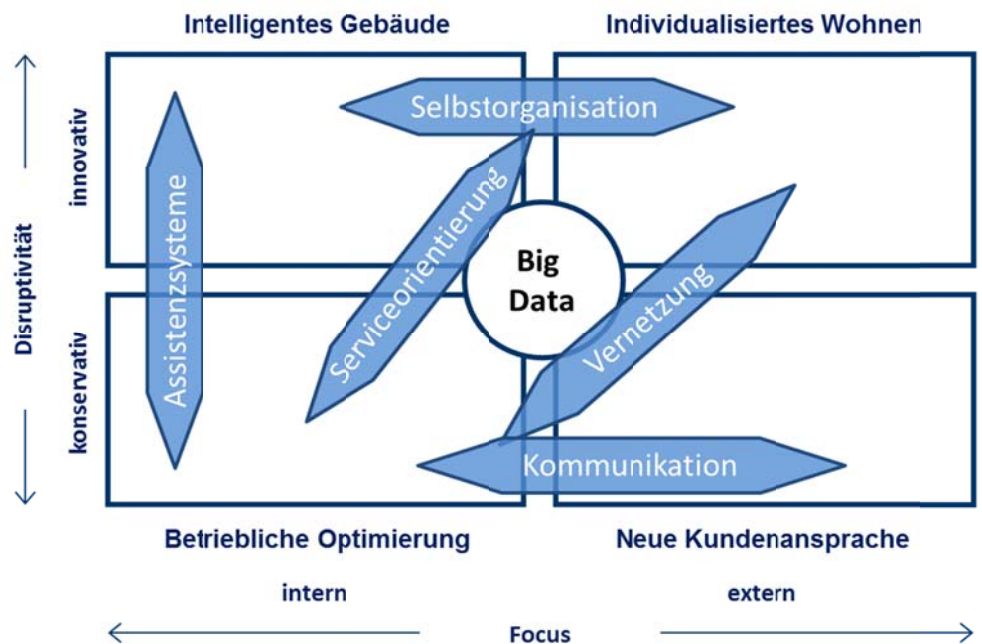 Intelligentes Gebäude
Individualisiertes Wohnen
Disruptivität
innovativ
konservativ
Selbstorganisation
Assistenzsysteme
Serviceorientierung
Big
Data
Vernetzung
Kommunikation
Betriebliche Optimierung
Neue Kundenansprache
intern
extern
Focus